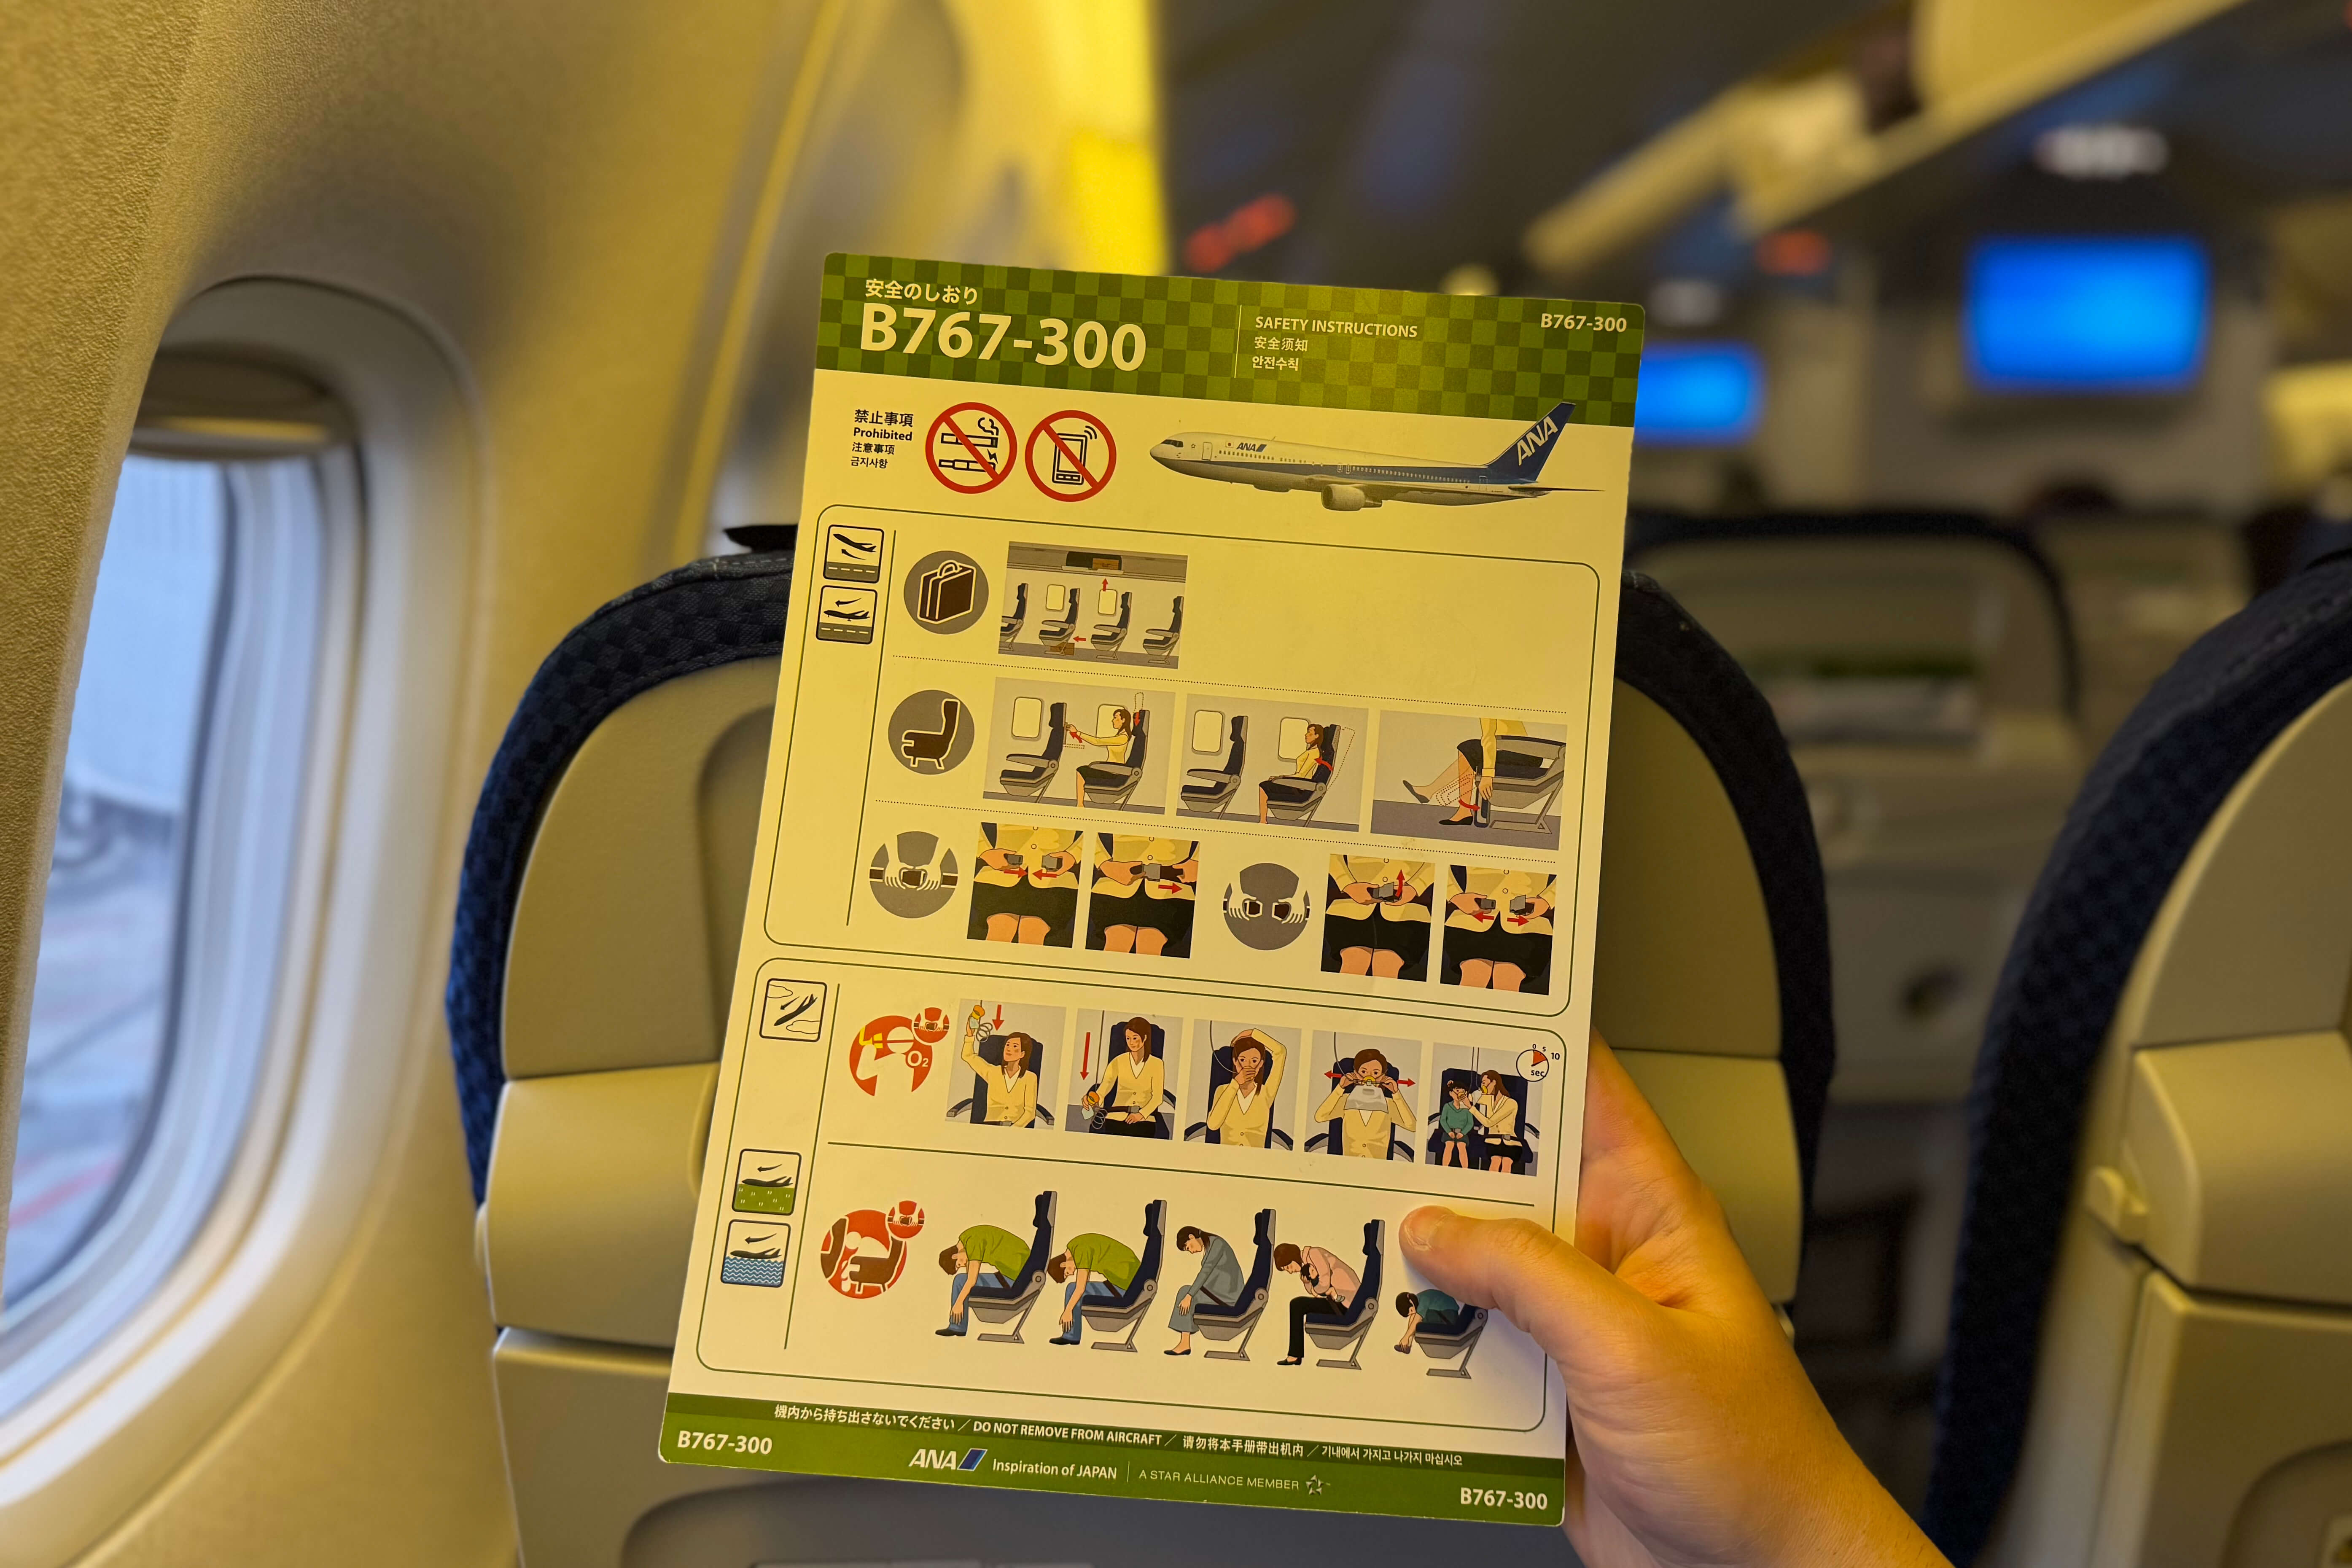 安全のしおり
B767-300
SAFETY INSTRUCTIONS
安全须知
안전수칙
B767-300
禁止事項
Prohibited
注意事项
금지사항
ANA
ANA
O₂
0 5 10
sec
機内から持ち出さないでください / DO NOT REMOVE FROM AIRCRAFT / 请勿将本手册带出机内 / 기내에서 가지고 나가지 마십시오
B767-300
ANA Inspiration of JAPAN
A STAR ALLIANCE MEMBER
B767-300